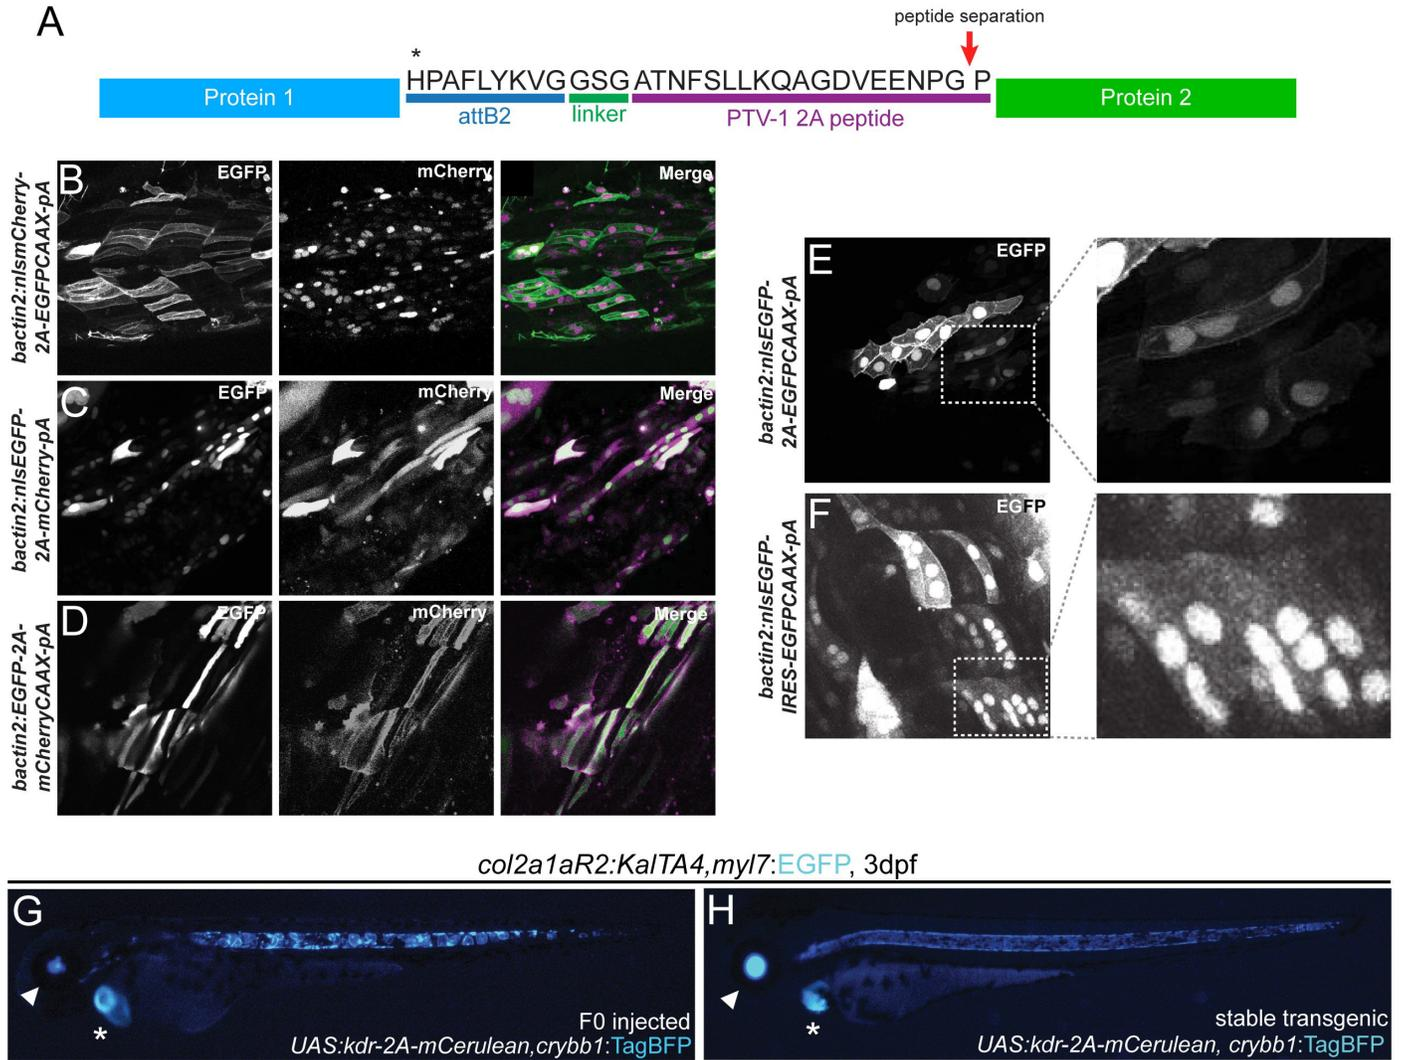 A
peptide separation
*
HPAFLYKVGGSGATNFSLLKQAGDVEENPG P
Protein 1
Protein 2
attB2
linker
PTV-1 2A peptide
bactin2:nlsmCherry-
2A-EGFPCAAX-pA
B
EGFP
mCherry
Merge
bactin2:nlsEGFP-
2A-mCherry-pA
C
EGFP
mCherry
Merge
bactin2:EGFP-2A-
mCherryCAAX-pA
D
EGFP
mCherry
Merge
bactin2:nlsEGFP-
2A-EGFPCAAX-pA
E
EGFP
bactin2:nlsEGFP-
IRES-EGFPCAAX-pA
F
EGFP
col2a1aR2:KalTA4,myl7:EGFP, 3dpf
G
*
F0 injected
UAS:kdr-2A-mCerulean,crybb1:TagBFP
H
*
stable transgenic
UAS:kdr-2A-mCerulean, crybb1:TagBFP